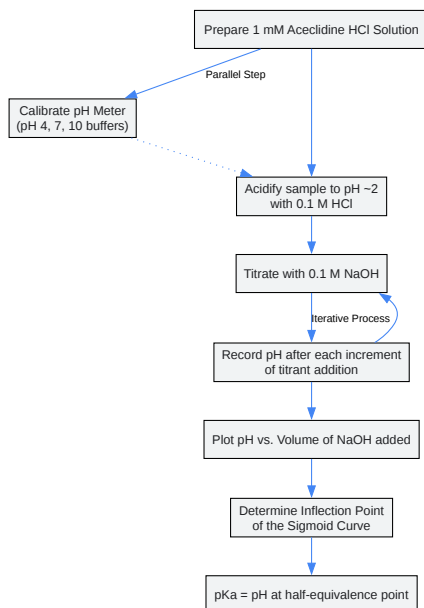 Prepare 1 mM Aceclidine HCl Solution
Parallel Step
Calibrate pH Meter
(pH 4, 7, 10 buffers)
Acidify sample to pH ~2
with 0.1 M HCl
Titrate with 0.1 M NaOH
Iterative Process
Record pH after each increment
of titrant addition
Plot pH vs. Volume of NaOH added
Determine Inflection Point
of the Sigmoid Curve
pKa = pH at half-equivalence point